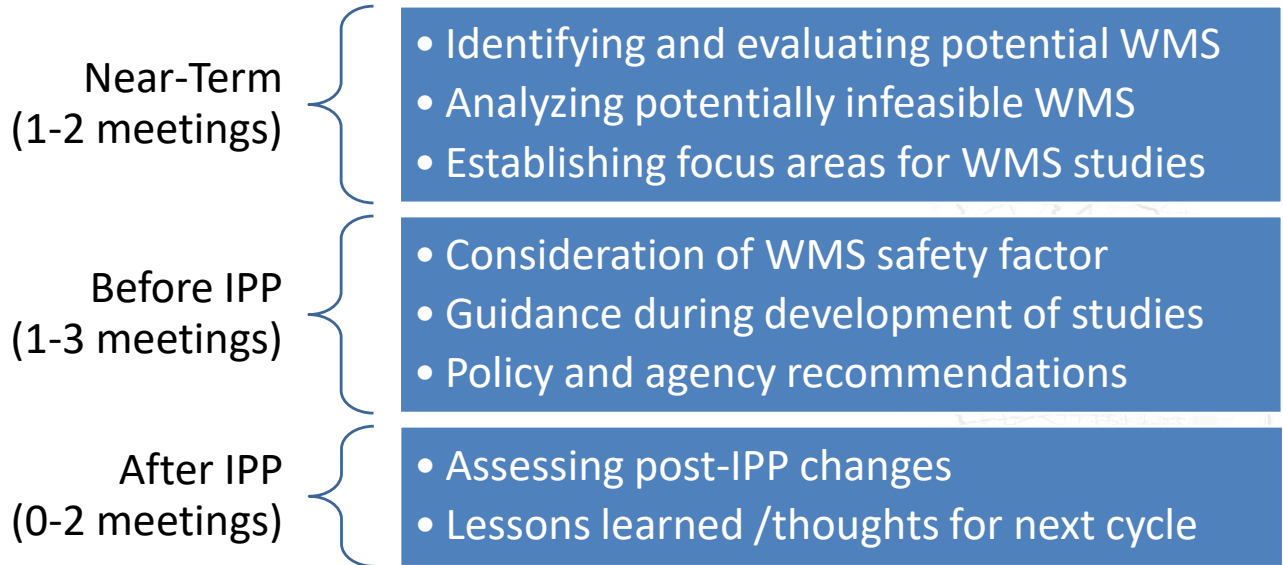 Near-Term
(1-2 meetings)
• Identifying and evaluating potential WMS
• Analyzing potentially infeasible WMS
• Establishing focus areas for WMS studies
Before IPP
(1-3 meetings)
• Consideration of WMS safety factor
• Guidance during development of studies
• Policy and agency recommendations
After IPP
(0-2 meetings)
• Assessing post-IPP changes
• Lessons learned /thoughts for next cycle